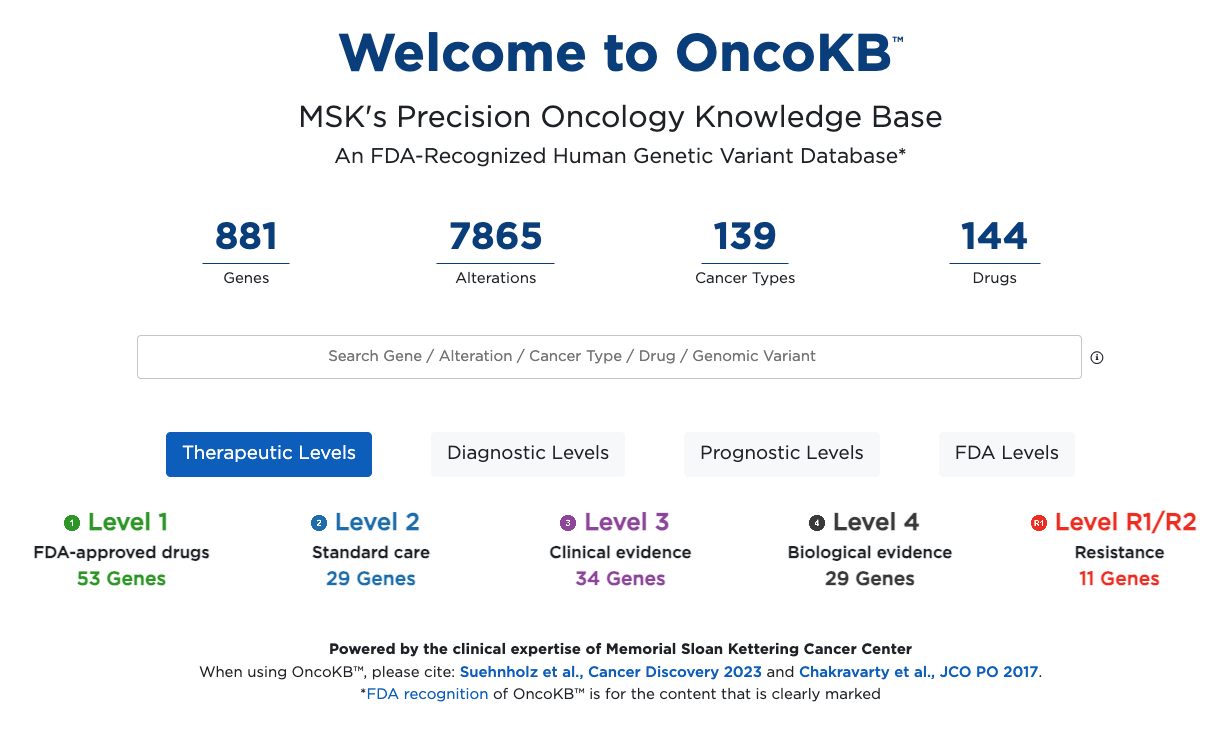 Welcome to OncoKB™
MSK's Precision Oncology Knowledge Base
An FDA-Recognized Human Genetic Variant Database*
881 7865 139 144
Genes Alterations Cancer Types Drugs
Search Gene / Alteration / Cancer Type / Drug / Genomic Variant
Therapeutic Levels Diagnostic Levels Prognostic Levels FDA Levels
1 Level 1 2 Level 2 3 Level 3 4 Level 4 R1 Level R1/R2
FDA-approved drugs Standard care Clinical evidence Biological evidence Resistance
53 Genes 29 Genes 34 Genes 29 Genes 11 Genes
Powered by the clinical expertise of Memorial Sloan Kettering Cancer Center
When using OncoKB™, please cite: Suehnholz et al., Cancer Discovery 2023 and Chakravarty et al., JCO PO 2017.
*FDA recognition of OncoKB™ is for the content that is clearly marked